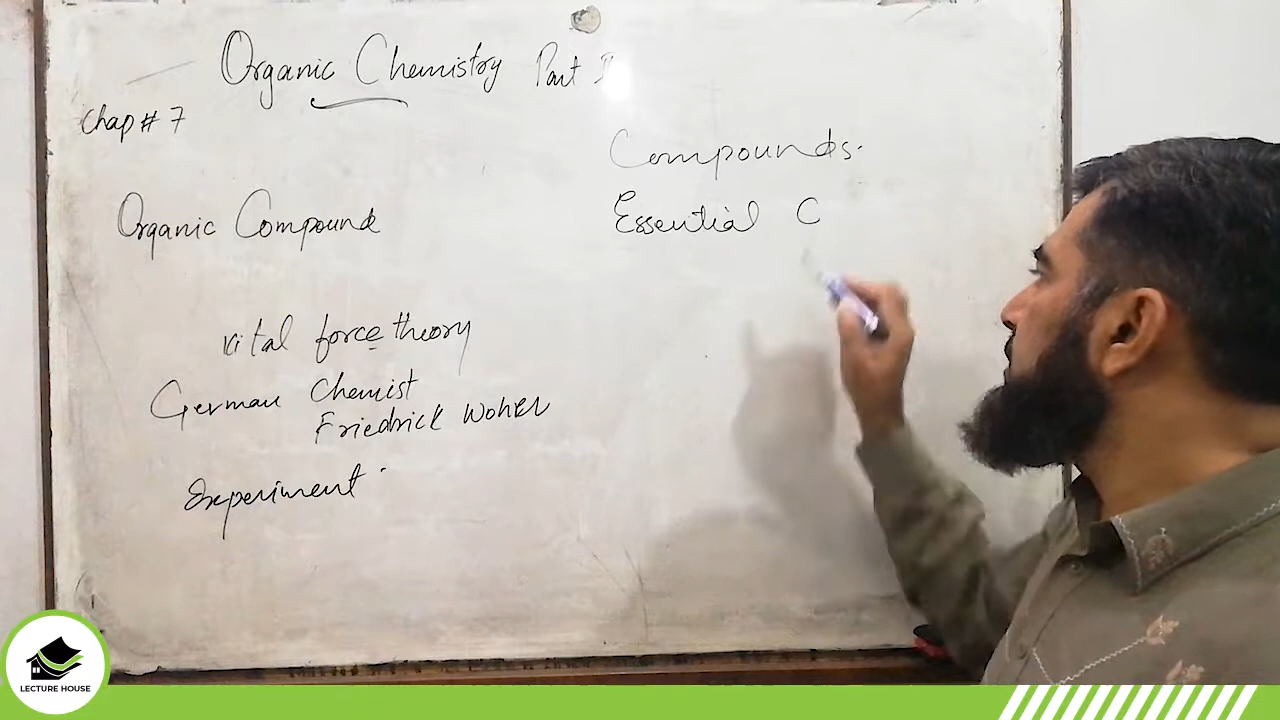 Organic Chemistry Part II
Chap # 7
Organic Compound
Vital force theory
German Chemist
Friedrick Wohler
Experiment
Compounds.
Essential C
LECTURE HOUSE